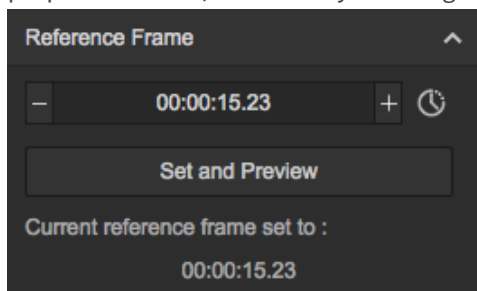 Reference Frame
− 00:00:15.23 +
Set and Preview
Current reference frame set to :
00:00:15.23